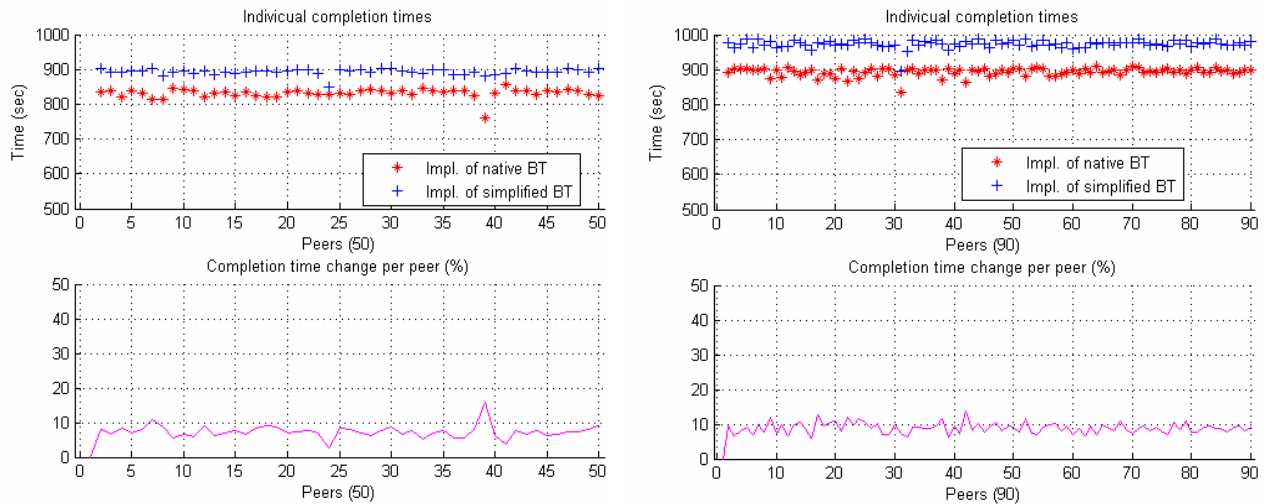 Indivicual completion times
1000
900
800
700
600
500
Time (sec)
Impl. of native BT
Impl. of simplified BT
0 5 10 15 20 25 30 35 40 45 50
Peers (50)
Completion time change per peer (%)
50
40
30
20
10
0
0 5 10 15 20 25 30 35 40 45 50
Peers (50)
Individual completion times
1000
900
800
700
600
500
Time (sec)
Impl. of native BT
Impl. of simplified BT
0 10 20 30 40 50 60 70 80 90
Peers (90)
Completion time change per peer (%)
50
40
30
20
10
0
0 10 20 30 40 50 60 70 80 90
Peers (90)